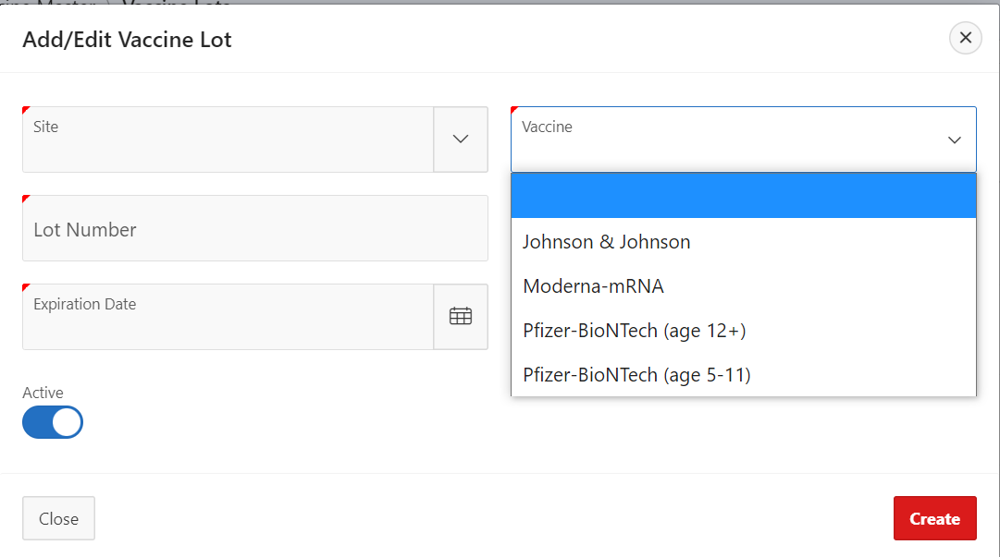 Add/Edit Vaccine Lot
Site
Vaccine
Lot Number
Johnson & Johnson
Moderna-mRNA
Pfizer-BioNTech (age 12+)
Pfizer-BioNTech (age 5-11)
Expiration Date
Active
Close
Create